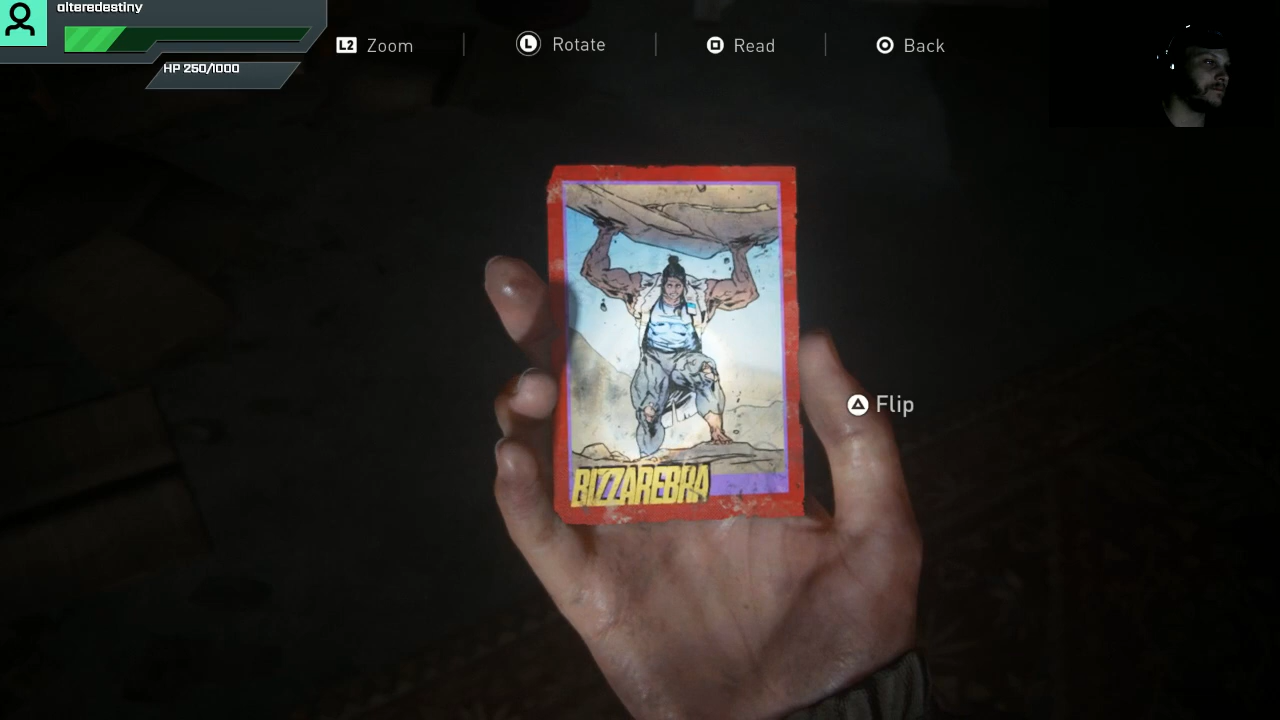 alteredestiny
HP 250/1000
L2 Zoom
L Rotate
Read
Back
Flip
BIZZAREBRA